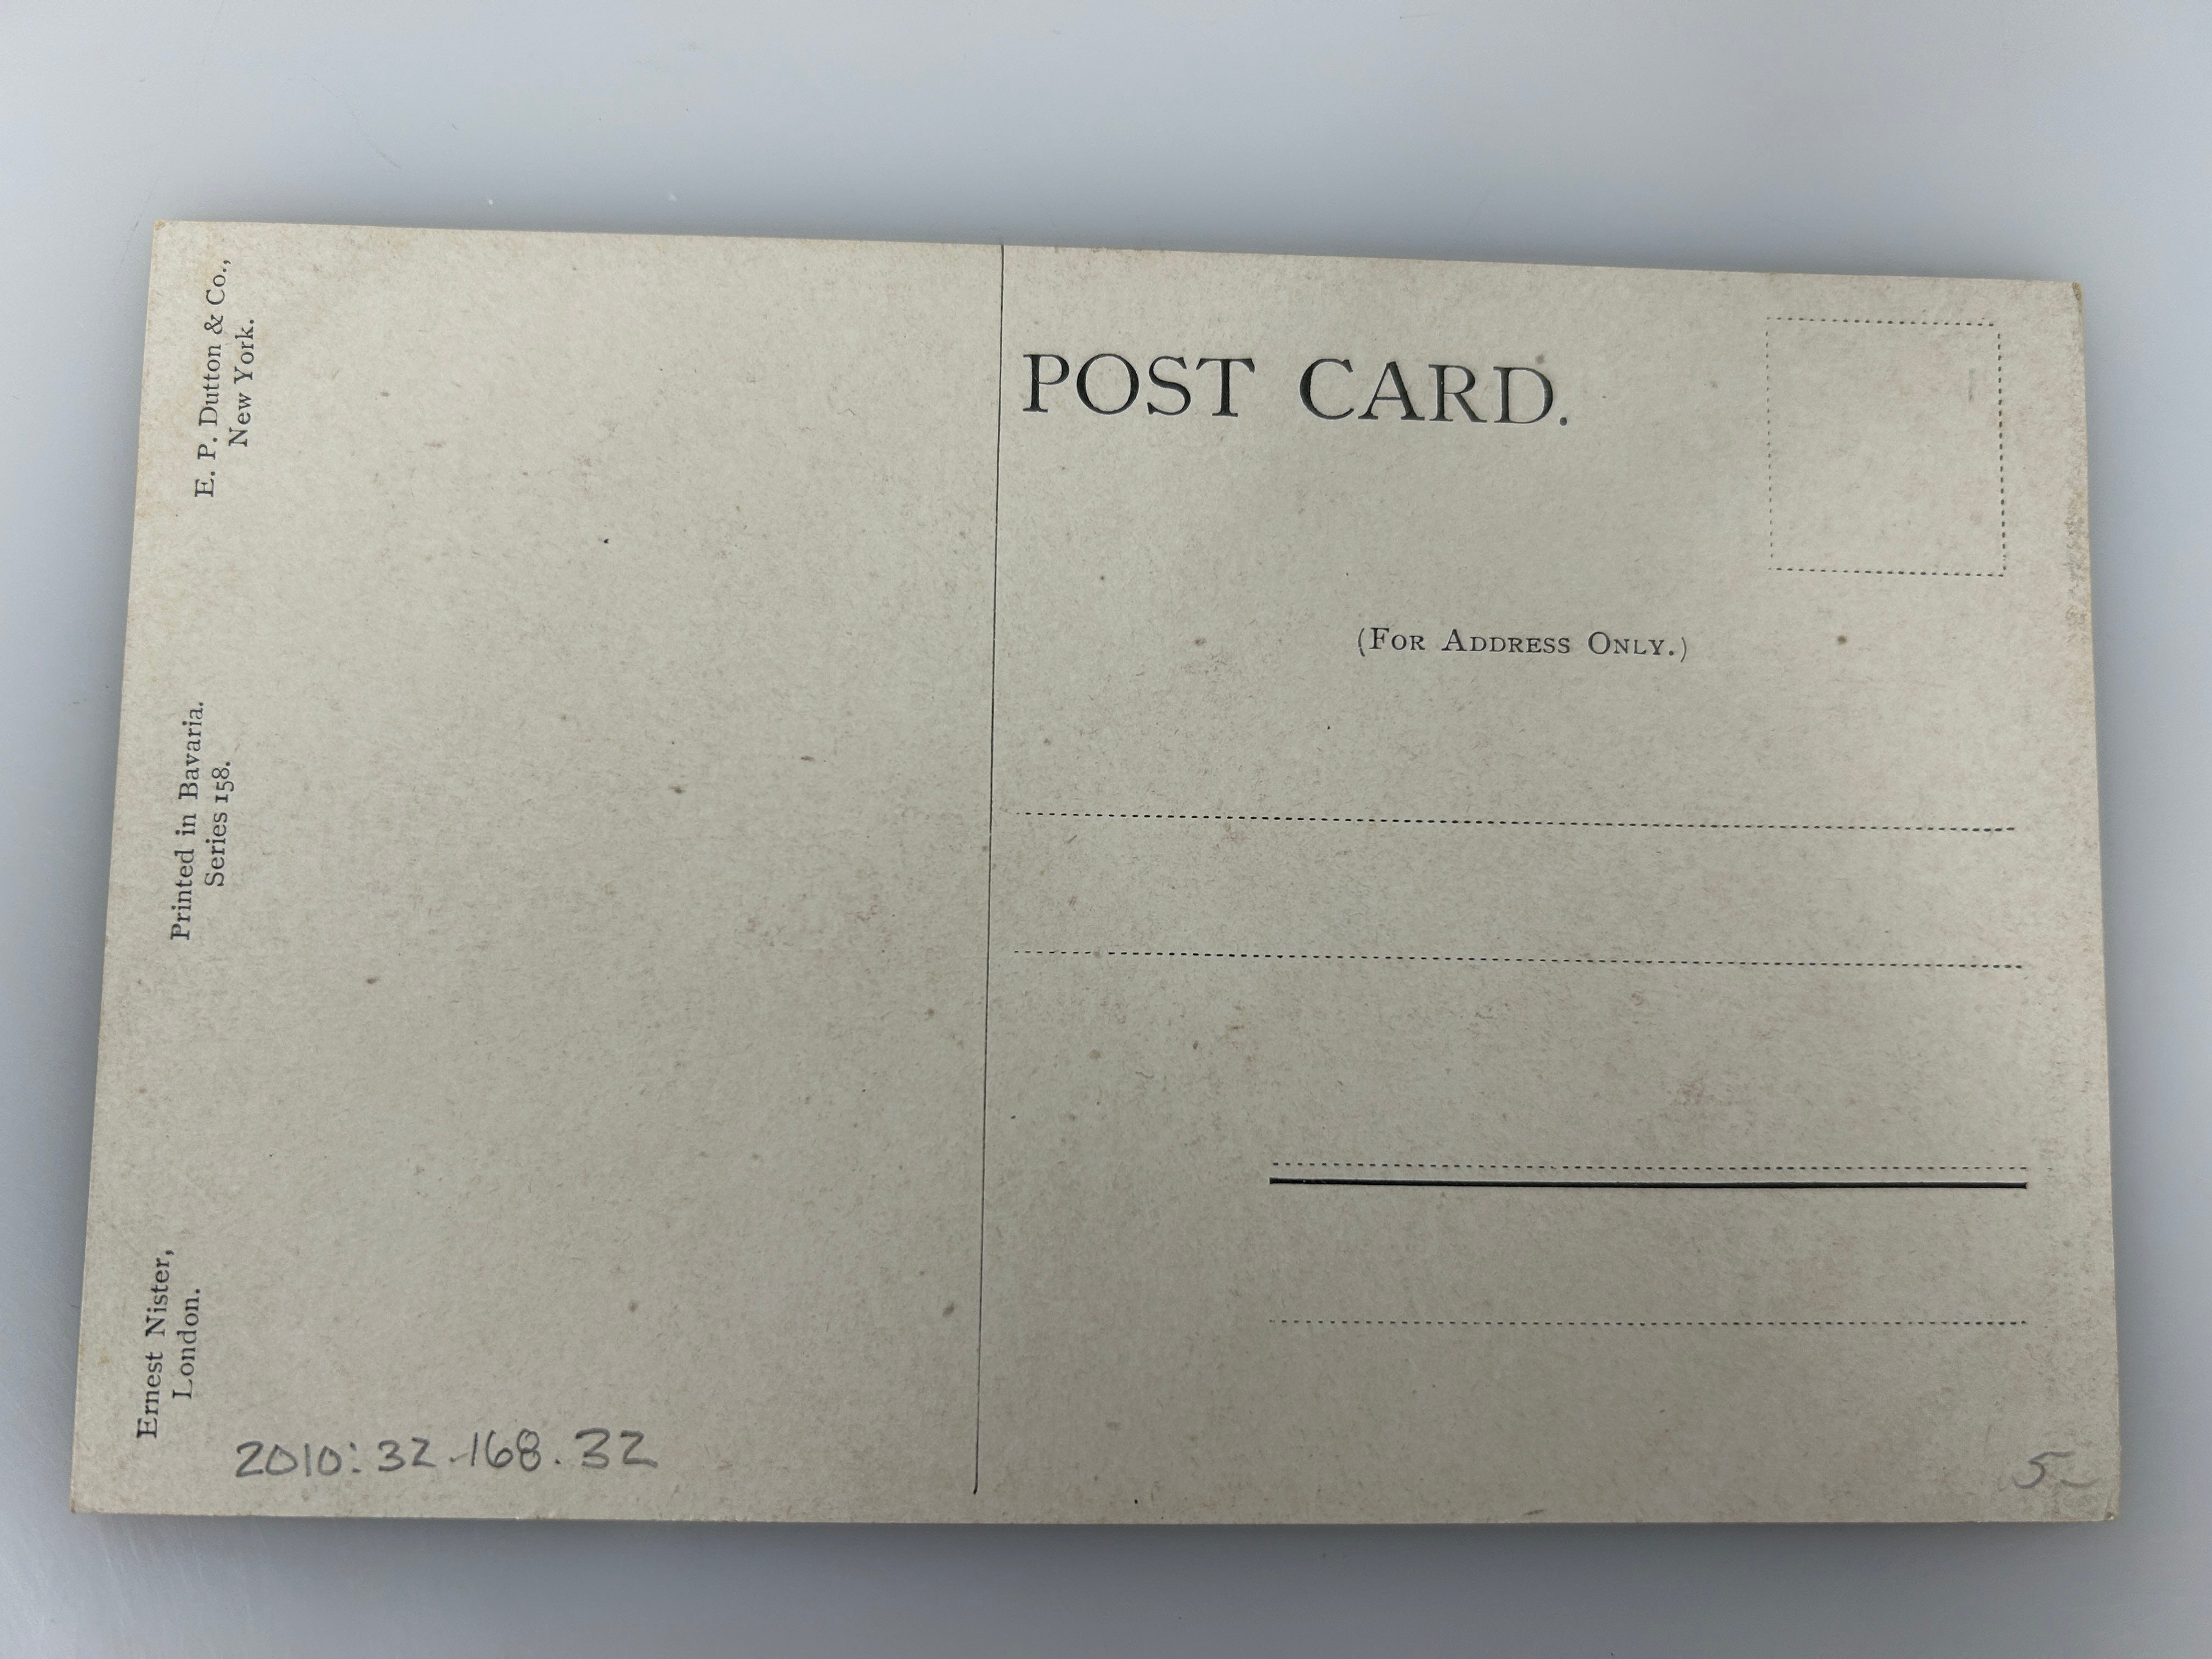 E. P. Dutton & Co.,
New York.
Printed in Bavaria.
Series 158.
Ernest Nister,
London.
2010:32.168.32
POST CARD.
(For Address Only.)
5-